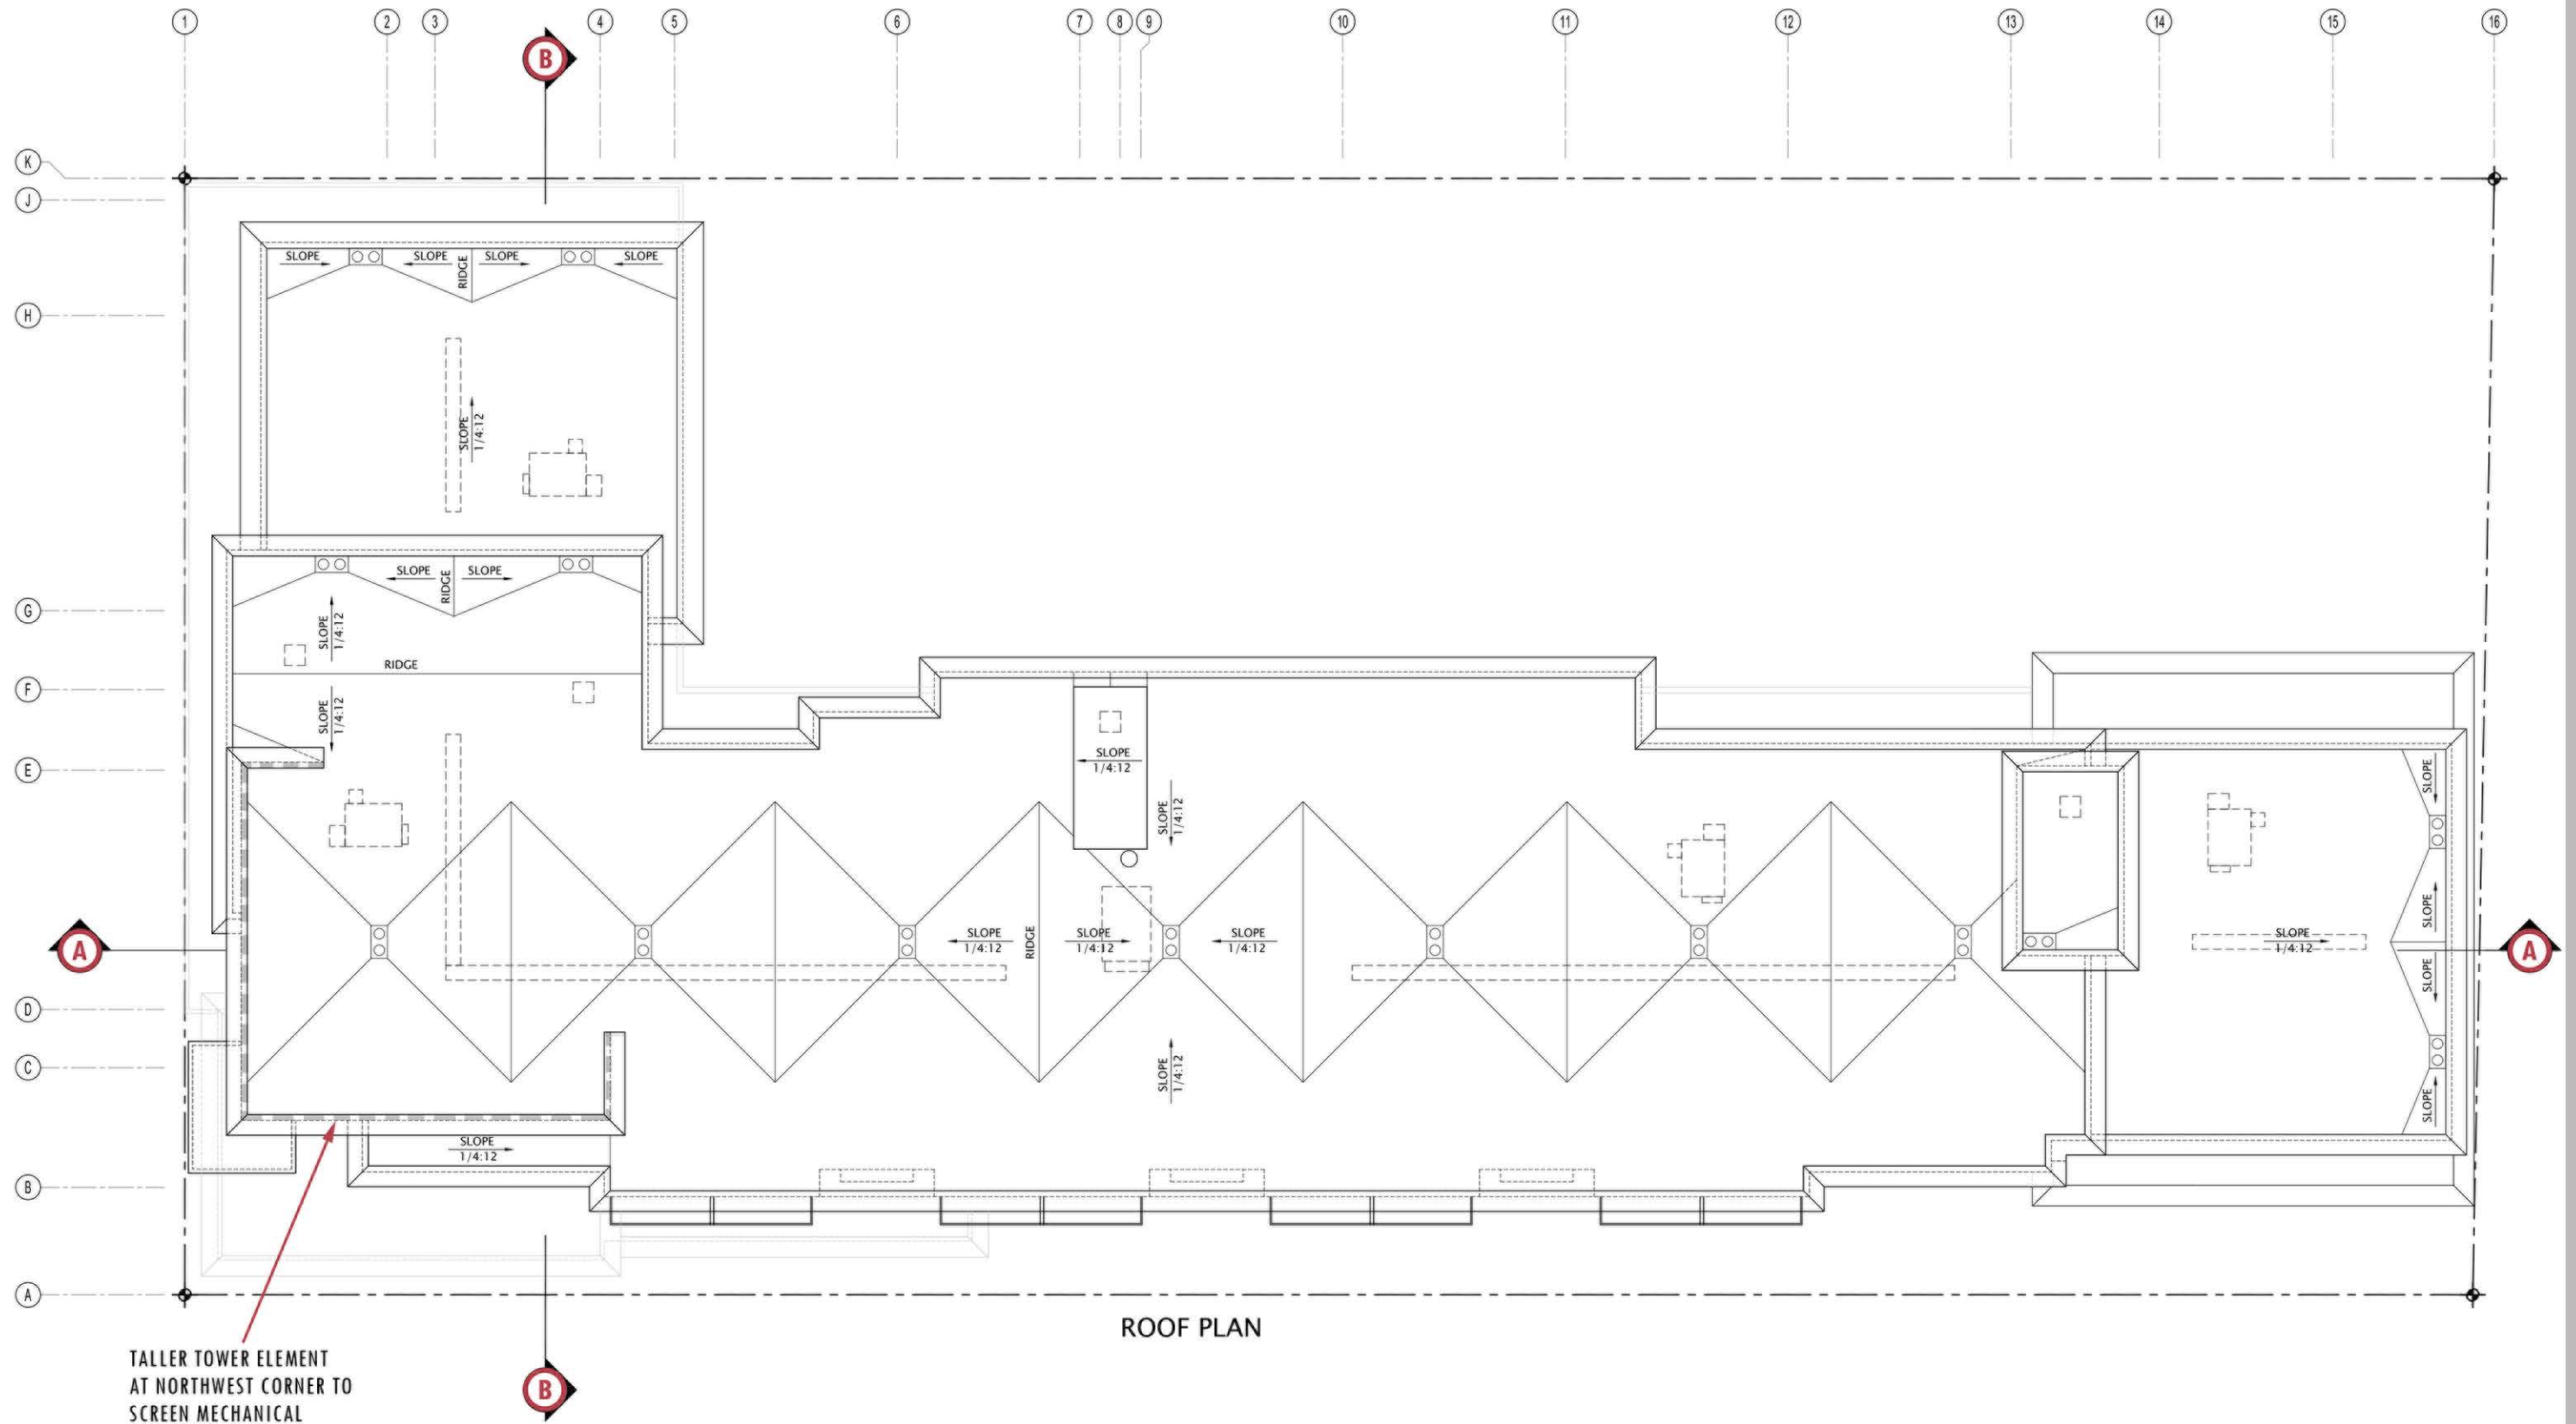 1 2 3 4 5 6 7 8 9 10 11 12 13 14 15 16
B
K
J
SLOPE SLOPE RIDGE SLOPE SLOPE
H
SLOPE
1/4:12
SLOPE RIDGE SLOPE
G
SLOPE
1/4:12
RIDGE
F
SLOPE
1/4:12
E
SLOPE
1/4:12
SLOPE
SLOPE
1/4:12
SLOPE
A
SLOPE
1/4:12
RIDGE
SLOPE
1/4:12
SLOPE
1/4:12
SLOPE
1/4:12
A
SLOPE
D
C
SLOPE
1/4:12
SLOPE
SLOPE
1/4:12
B
A
ROOF PLAN
TALLER TOWER ELEMENT
AT NORTHWEST CORNER TO
SCREEN MECHANICAL
B